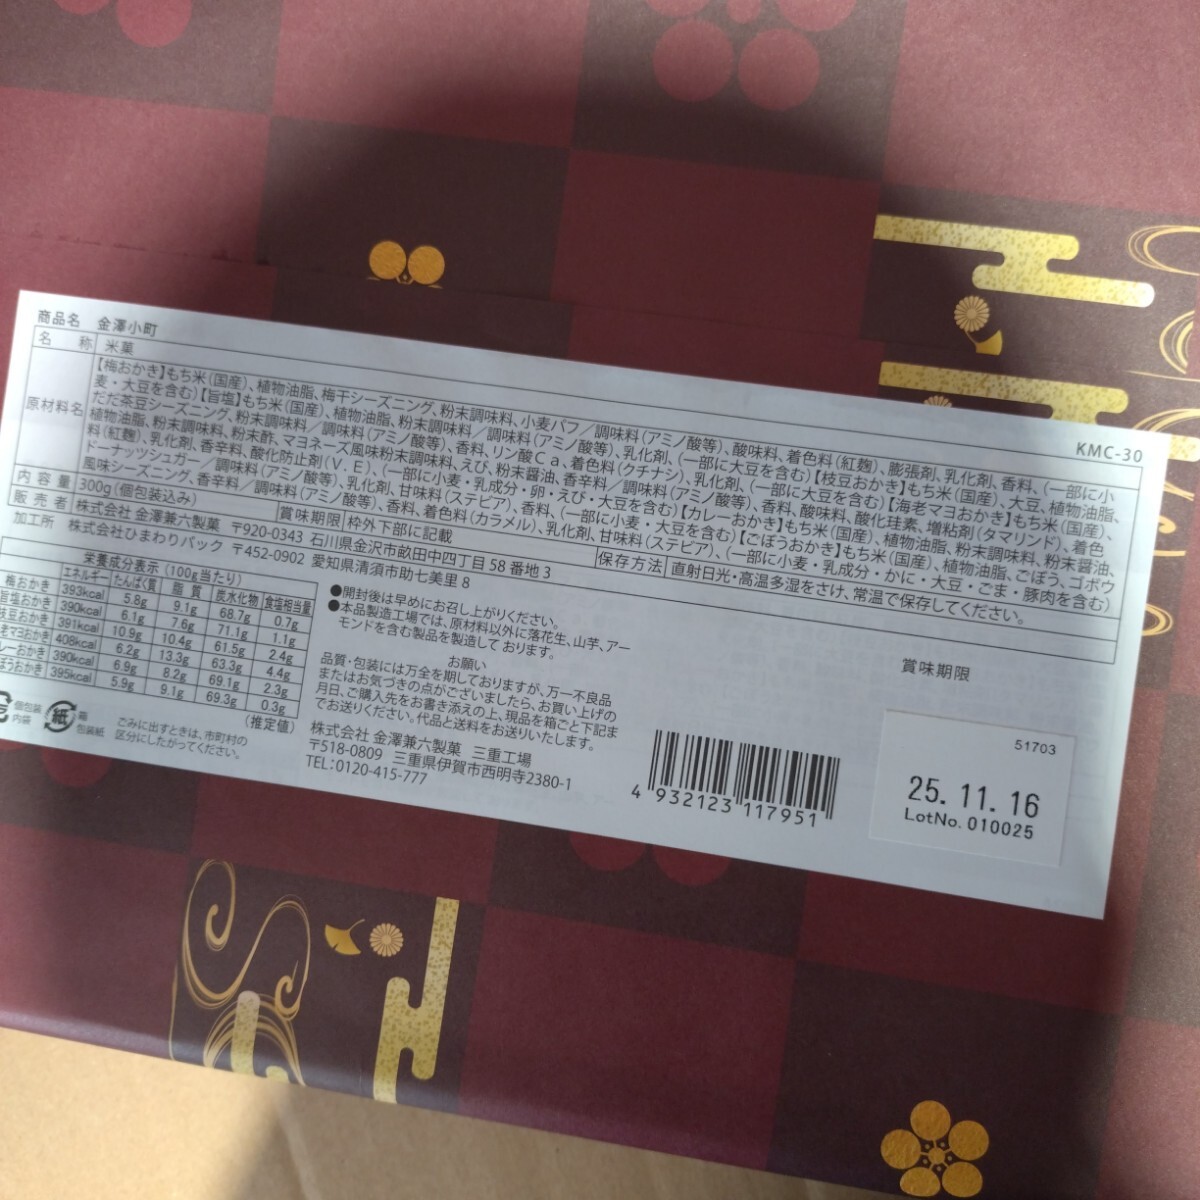 商品名 金澤小町
KMC-30
名称 米菓
原材料名 【梅おかき】もち米(国産)、植物油脂、梅干シーズニング、粉末調味料、小麦パフ/調味料(アミノ酸等)、酸味料、着色料(紅麹)、膨張剤、乳化剤、香料、(一部に小
麦・大豆を含む)【旨塩】もち米(国産)、植物油脂、粉末調味料/調味料(アミノ酸等)、乳化剤、(一部に大豆を含む)【枝豆おかき】もち米(国産)、大豆、植物油脂、
だだ茶豆シーズニング、粉末調味料/調味料(アミノ酸等)、香料、リン酸Ca、着色料(クチナシ)、乳化剤、(一部に大豆を含む)【海老マヨおかき】もち米(国産)、
植物油脂、粉末調味料、粉末酢、マヨネーズ風味粉末調味料、えび、粉末醤油、香辛料/調味料(アミノ酸等)、香料、酸味料、酸化珪素、増粘剤(タマリンド)、着色
料(紅麹)、乳化剤、香辛料、酸化防止剤(V.E)、(一部に小麦・乳成分・卵・えび・大豆を含む)【カレーおかき】もち米(国産)、植物油脂、粉末調味料、粉末醤油、
ドーナッツシュガー/調味料(アミノ酸等)、乳化剤、甘味料(ステビア)、香料、(一部に小麦・大豆を含む)【ごぼうおかき】もち米(国産)、植物油脂、ごぼう、ゴボウ
風味シーズニング、香辛料/調味料(アミノ酸等)、香料、着色料(カラメル)、乳化剤、甘味料(ステビア)、(一部に小麦・乳成分・かに・大豆・ごま・豚肉を含む)
内容量 300g(個包装込み) 賞味期限 枠外下部に記載 保存方法 直射日光・高温多湿をさけ、常温で保存してください。
販売者 株式会社 金澤兼六製菓 〒920-0343 石川県金沢市畝田中四丁目58番地3
加工所 株式会社ひまわりパック 〒452-0902 愛知県清須市助七美里8
栄養成分表示(100g当たり)
エネルギー たんぱく質 脂質 炭水化物 食塩相当量
梅おかき 393kcal 5.8g 9.1g 68.7g 0.7g
旨塩おかき 390kcal 6.1g 7.6g 71.1g 1.1g
枝豆おかき 391kcal 10.9g 10.4g 61.5g 2.4g
老マヨおかき 408kcal 6.2g 13.3g 63.3g 4.4g
レーおかき 390kcal 6.9g 8.2g 69.1g 2.3g
ぼうおかき 395kcal 5.9g 9.1g 69.3g 0.3g
(推定値)
個包装
内袋
紙
箱
包装紙
ごみに出すときは、市町村の
区分にしたがってください。
●開封後は早めにお召し上がりください。
●本品製造工場では、原材料以外に落花生、山芋、アー
モンドを含む製品を製造しております。
お願い
品質・包装には万全を期しておりますが、万一不良品
またはお気づきの点がございましたら、お買い上げの
月日、ご購入先をお書き添えの上、現品を箱ごと下記ま
でお送りください。代品と送料をお送りいたします。
株式会社 金澤兼六製菓 三重工場
〒518-0809 三重県伊賀市西明寺2380-1
TEL:0120-415-777
4 932123 117951
賞味期限
51703
25.11.16
LotNo. 010025